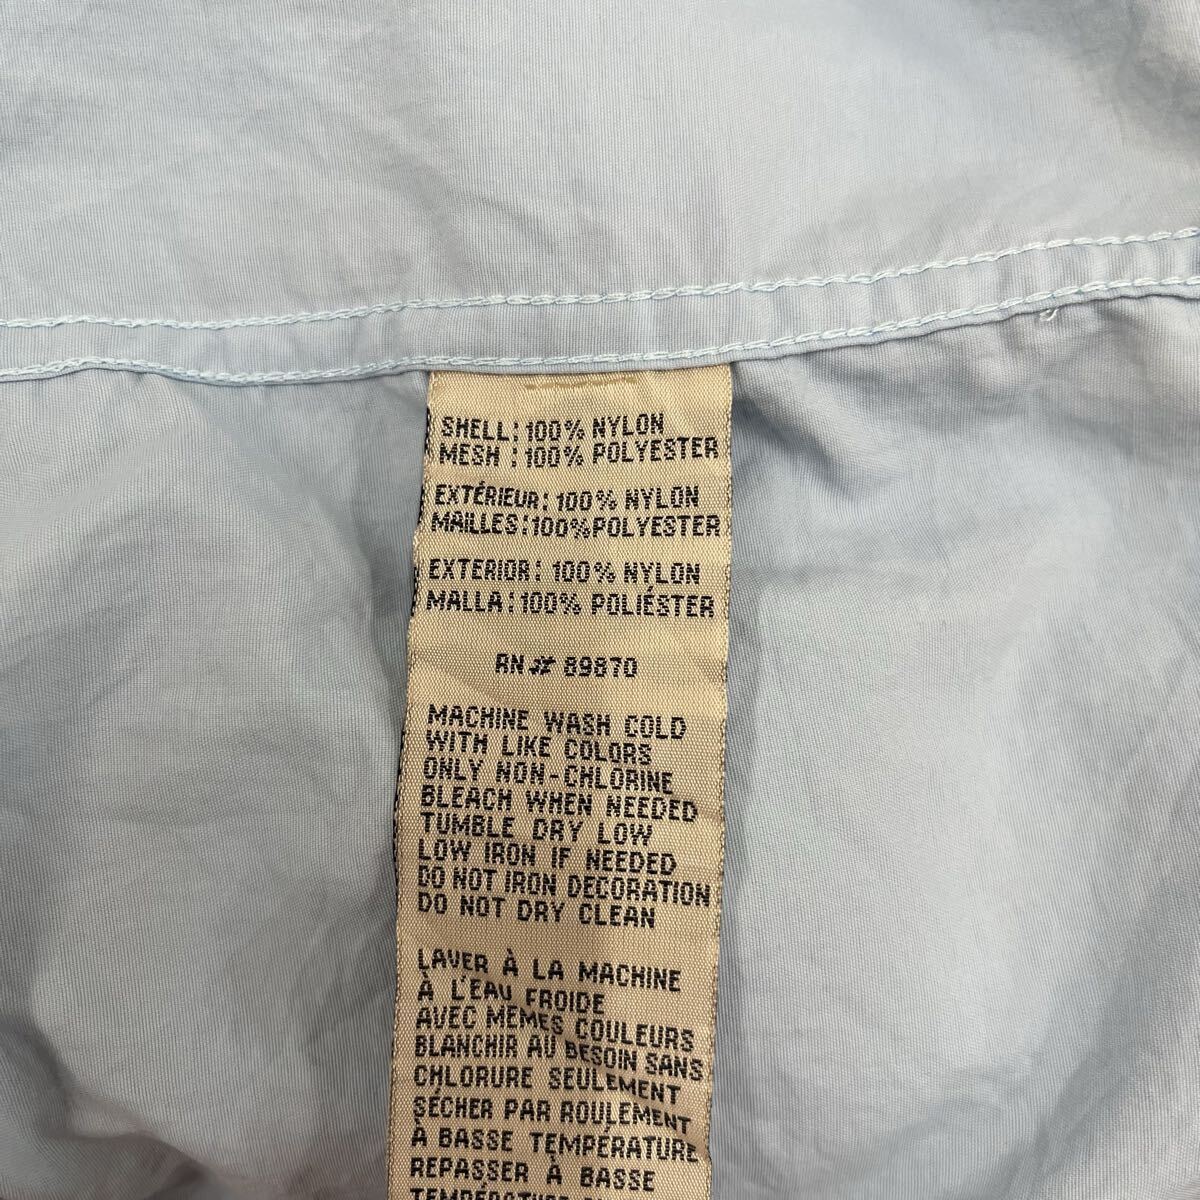 SHELL: 100% NYLON
MESH : 100% POLYESTER
EXTÉRIEUR: 100% NYLON
MAILLES: 100% POLYESTER
EXTERIOR: 100% NYLON
MALLA: 100% POLIÉSTER
RN# 89870
MACHINE WASH COLD
WITH LIKE COLORS
ONLY NON-CHLORINE
BLEACH WHEN NEEDED
TUMBLE DRY LOW
LOW IRON IF NEEDED
DO NOT IRON DECORATION
DO NOT DRY CLEAN
LAVER À LA MACHINE
À L'EAU FROIDE
AVEC MÊMES COULEURS
BLANCHIR AU BESOIN SANS
CHLORURE SEULEMENT
SÉCHER PAR ROULEMENT
À BASSE TEMPÉRATURE
REPASSER À BASSE
TEMPÉRATURE